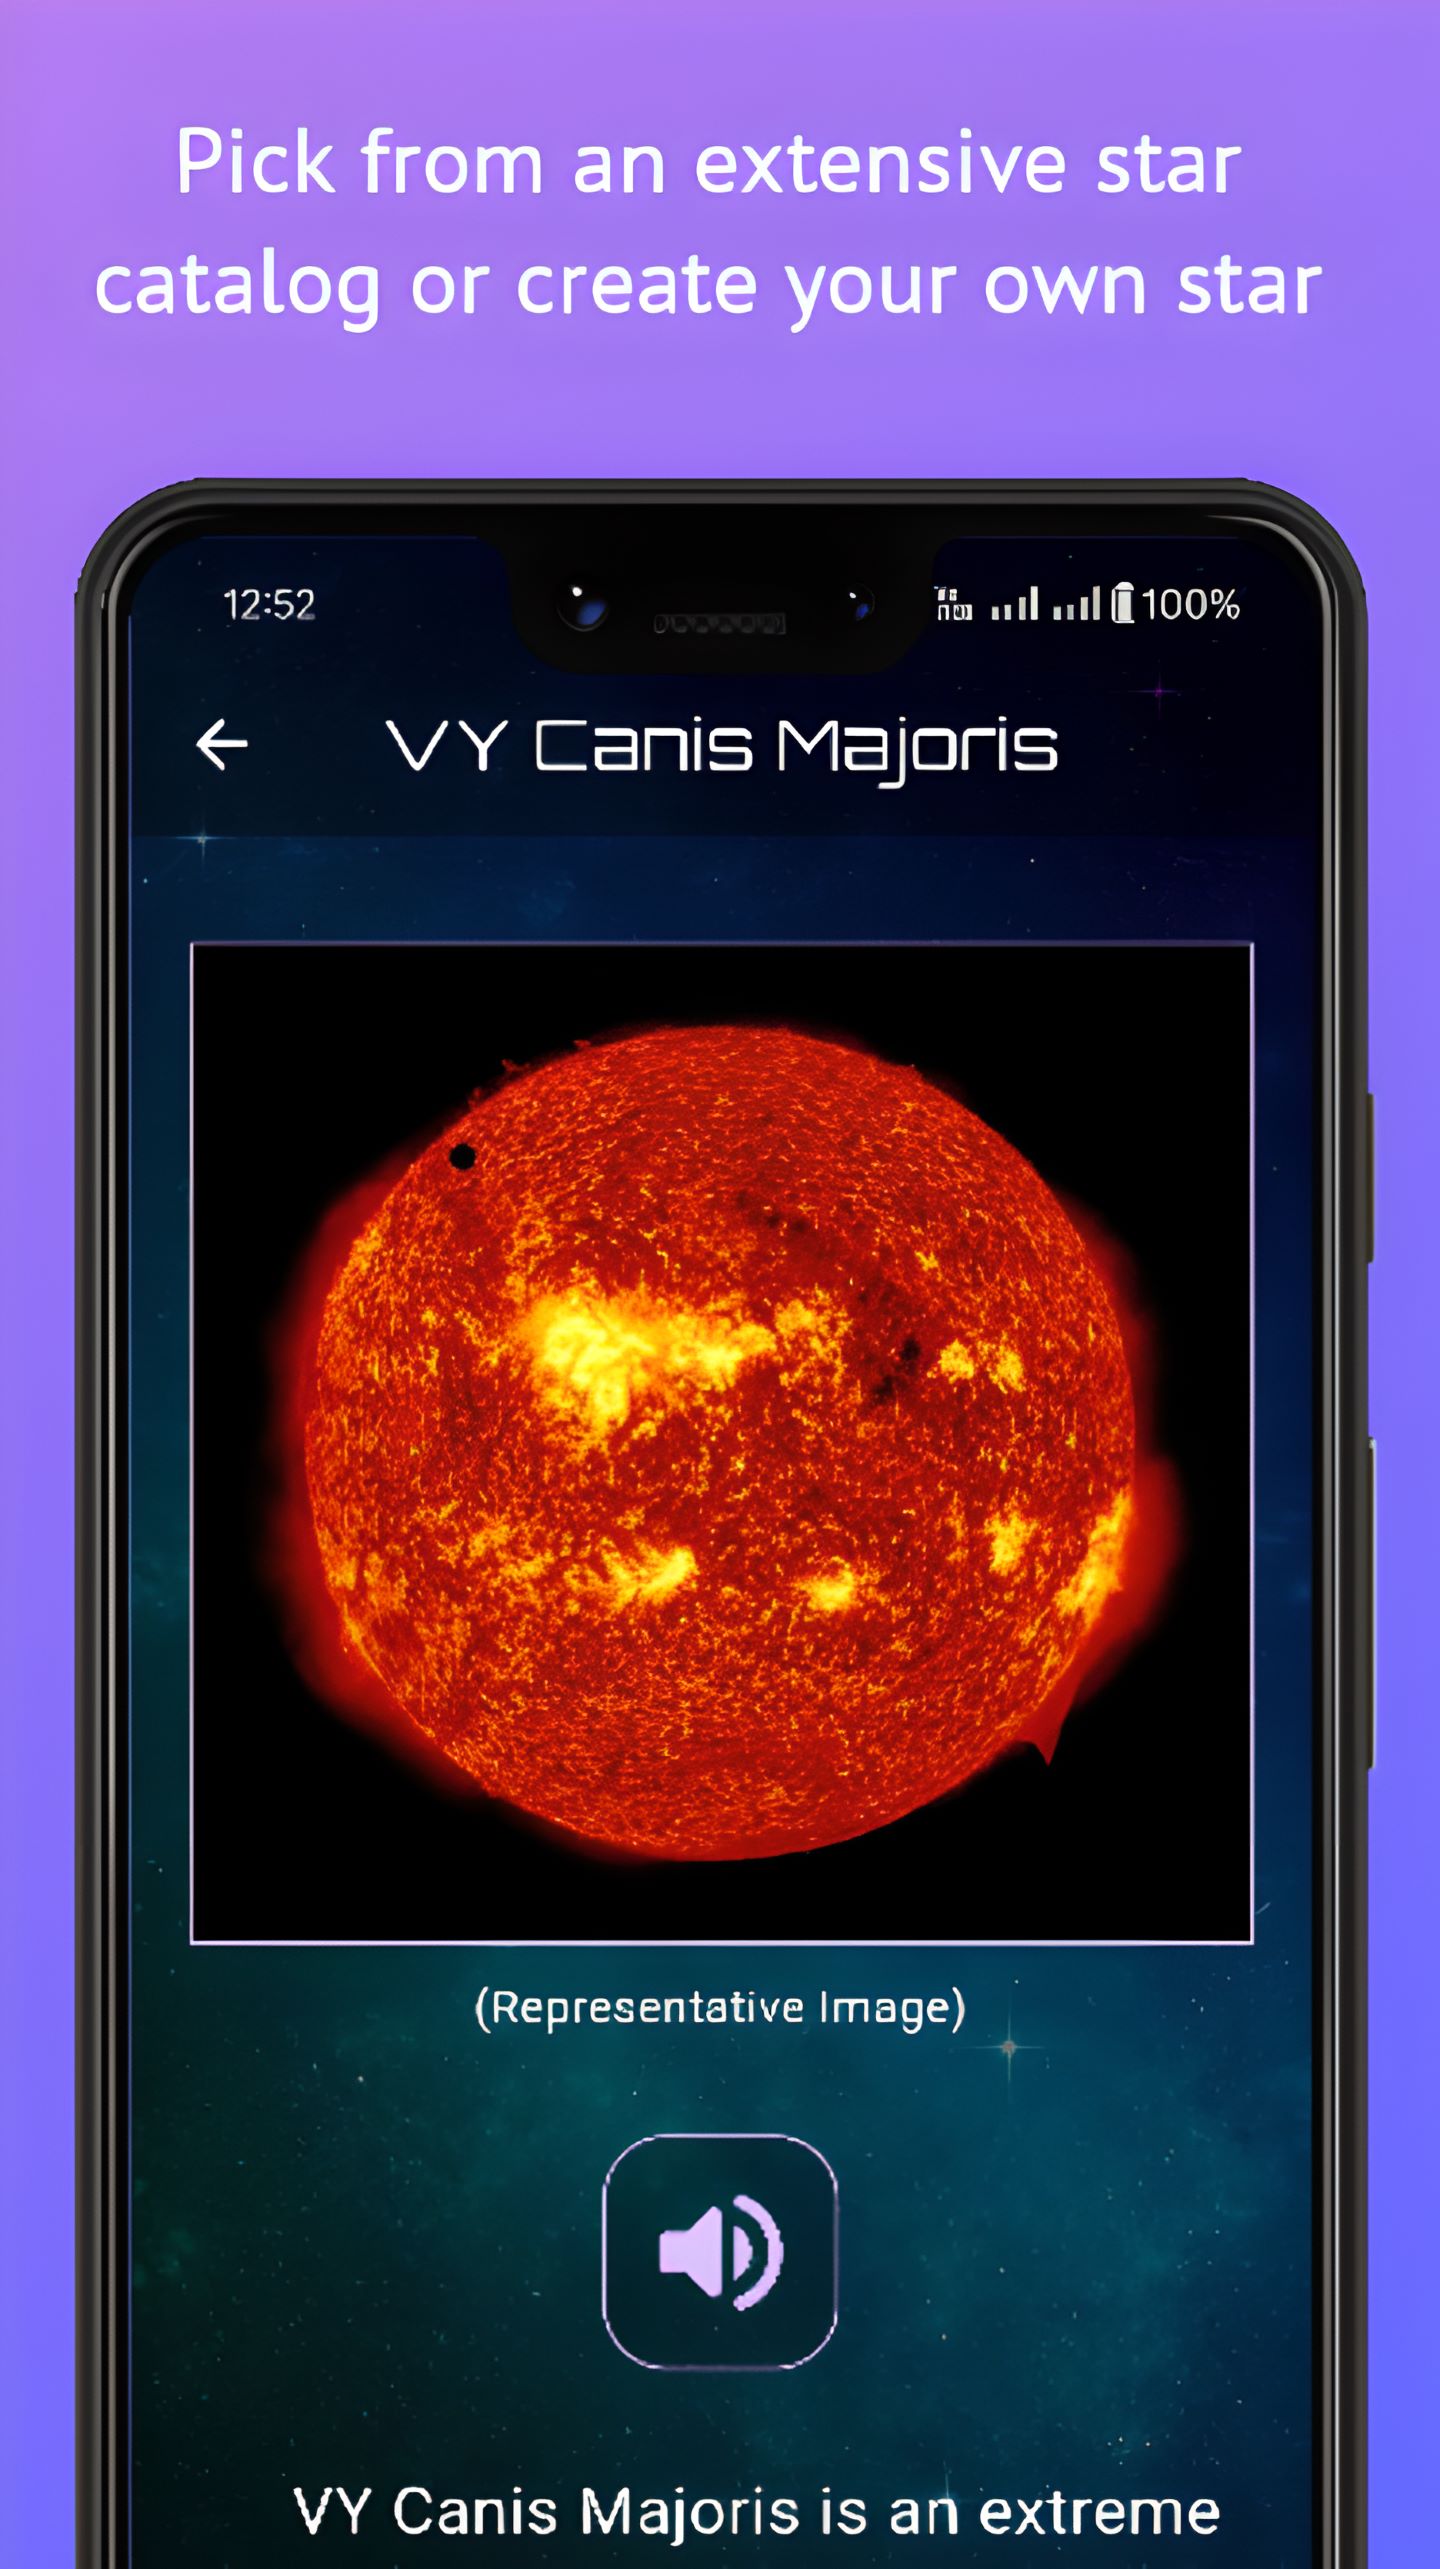 Pick from an extensive star
catalog or create your own star
12:52
100%
VY Canis Majoris
(Representative Image)
VY Canis Majoris is an extreme